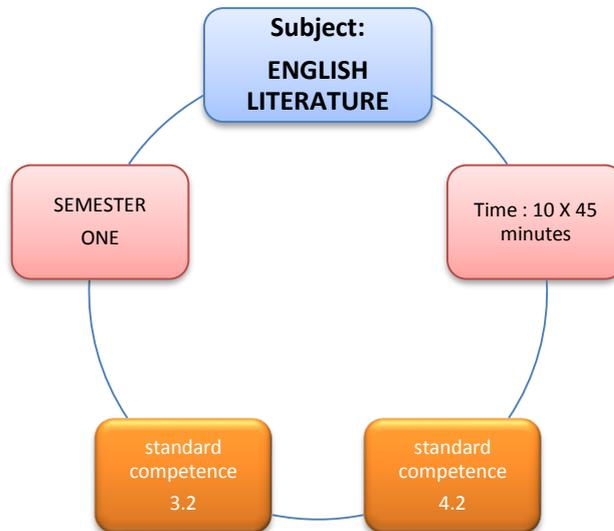 Subject:
ENGLISH
LITERATURE
SEMESTER
ONE
Time : 10 X 45
minutes
standard
competence
3.2
standard
competence
4.2